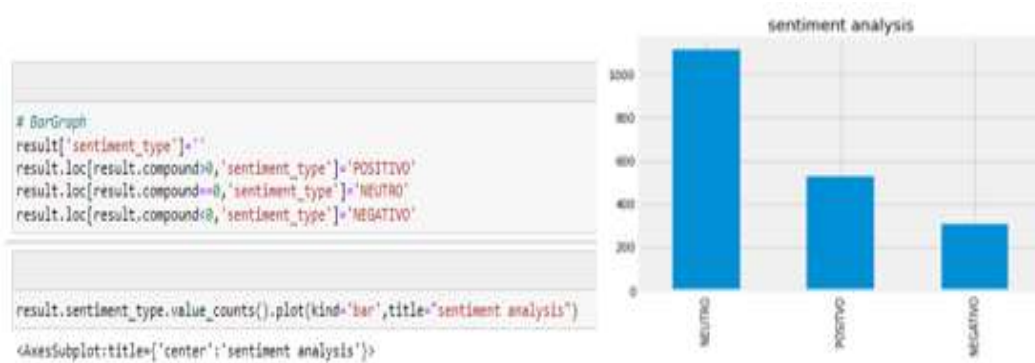 # BarGraph
result['sentiment_type']=''
result.loc[result.compound>0,'sentiment_type']='POSITIVO'
result.loc[result.compound==0,'sentiment_type']='NEUTRO'
result.loc[result.compound<0,'sentiment_type']='NEGATIVO'
result.sentiment_type.value_counts().plot(kind='bar',title="sentiment analysis")
<AxesSubplot:title={'center':'sentiment analysis'}>
sentiment analysis
1000
800
600
400
200
0
NEUTRO
POSITIVO
NEGATIVO